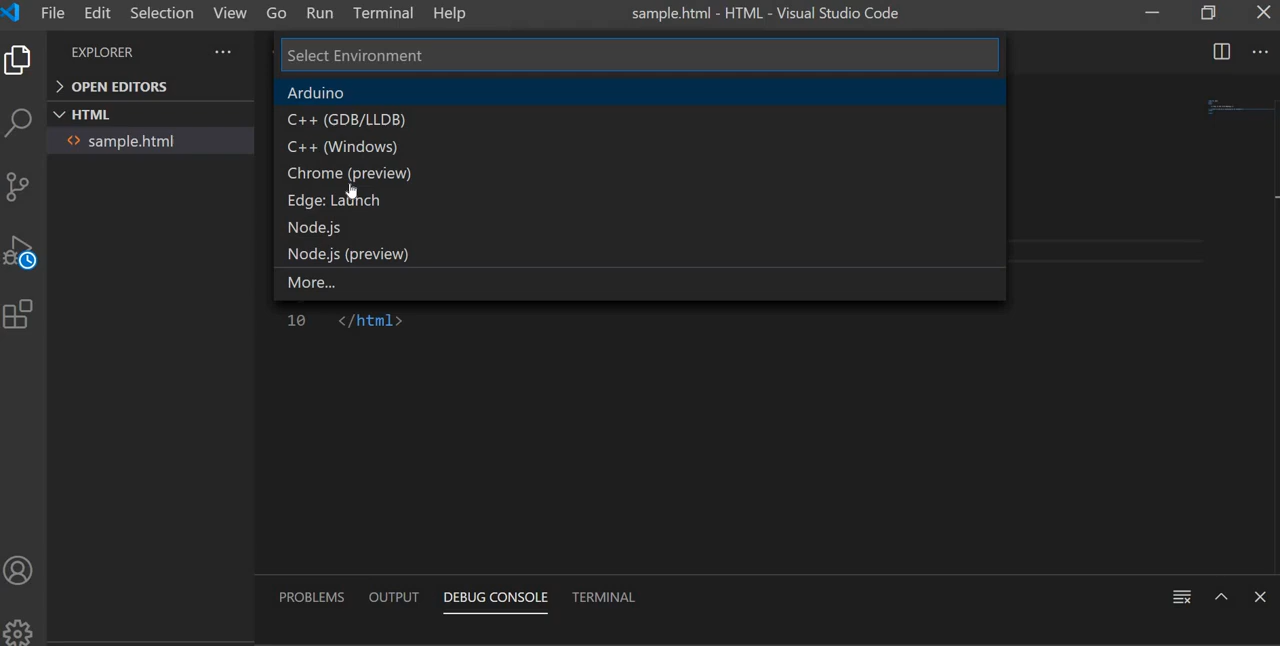 File Edit Selection View Go Run Terminal Help sample.html - HTML - Visual Studio Code
EXPLORER
Select Environment
OPEN EDITORS
HTML
sample.html
Arduino
C++ (GDB/LLDB)
C++ (Windows)
Chrome (preview)
Edge: Launch
Node.js
Node.js (preview)
More...
10 </html>
PROBLEMS OUTPUT DEBUG CONSOLE TERMINAL